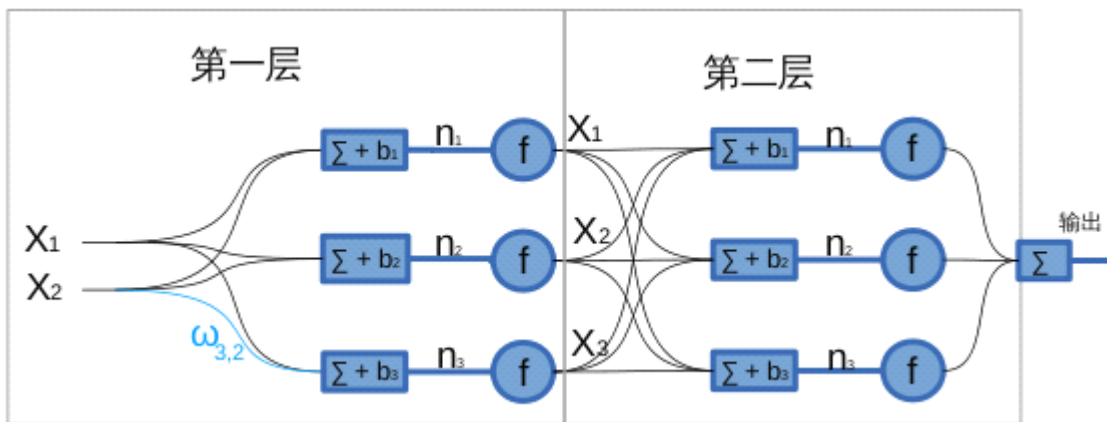 第一层
第二层
X₁
X₂
ω₃,₂
∑ + b₁
n₁
f
∑ + b₂
n₂
f
∑ + b₃
n₃
f
X₁
X₂
X₃
∑ + b₁
n₁
f
∑ + b₂
n₂
f
∑ + b₃
n₃
f
输出
∑